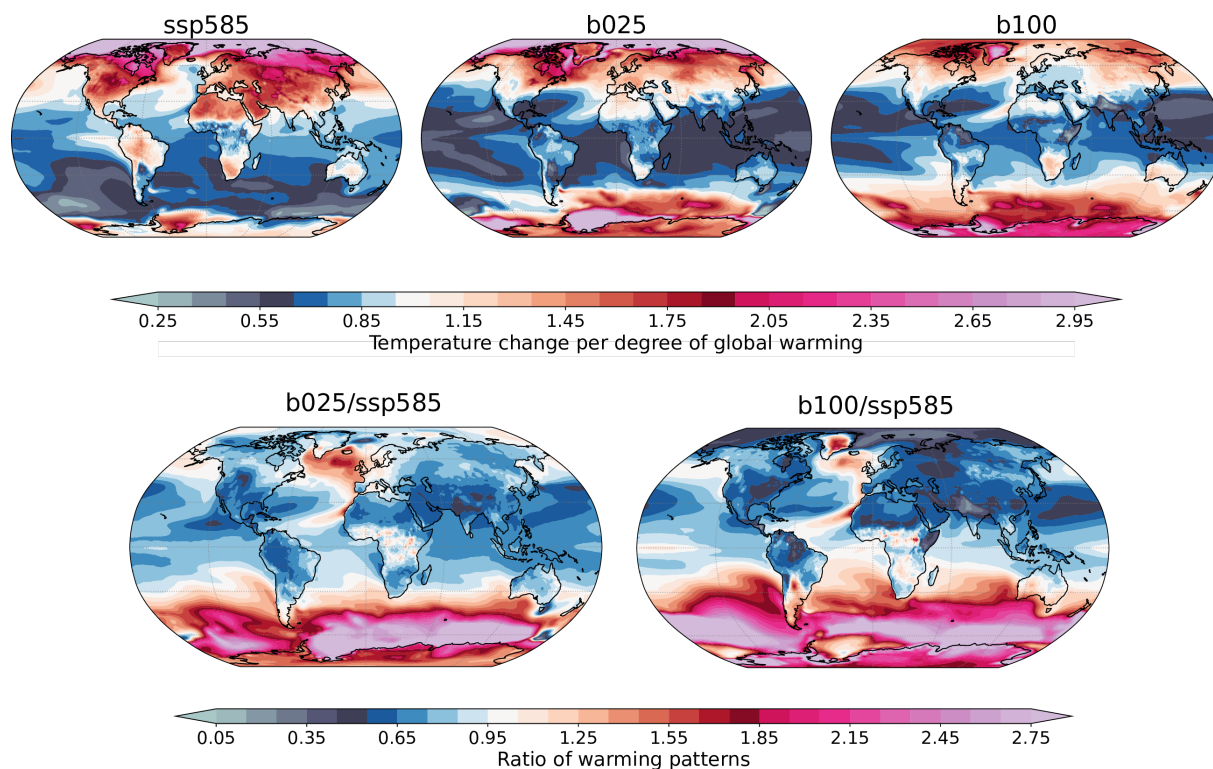 ssp585 b025 b100
0.25 0.55 0.85 1.15 1.45 1.75 2.05 2.35 2.65 2.95
Temperature change per degree of global warming
b025/ssp585 b100/ssp585
0.05 0.35 0.65 0.95 1.25 1.55 1.85 2.15 2.45 2.75
Ratio of warming patterns